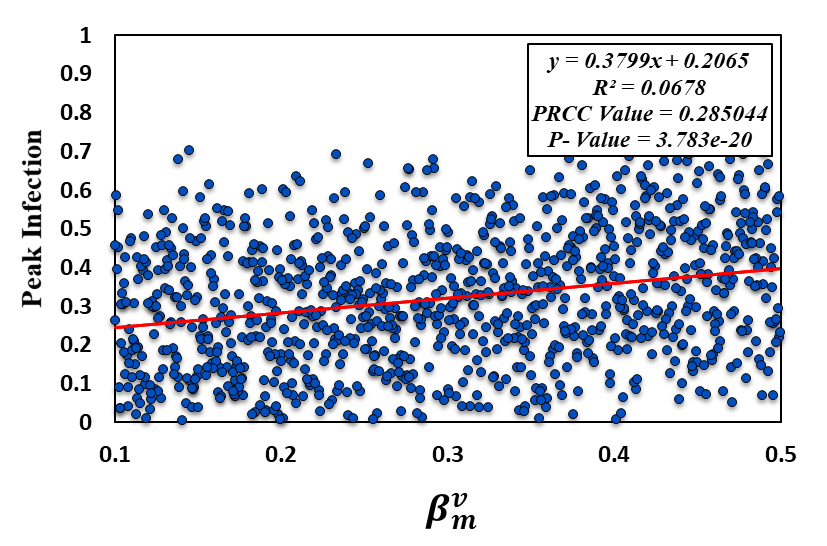 1
0.9
0.8
0.7
0.6
0.5
0.4
0.3
0.2
0.1
0
Peak Infection
y = 0.3799x + 0.2065
R² = 0.0678
PRCC Value = 0.285044
P- Value = 3.783e-20
0.1 0.2 0.3 0.4 0.5
β_m^v